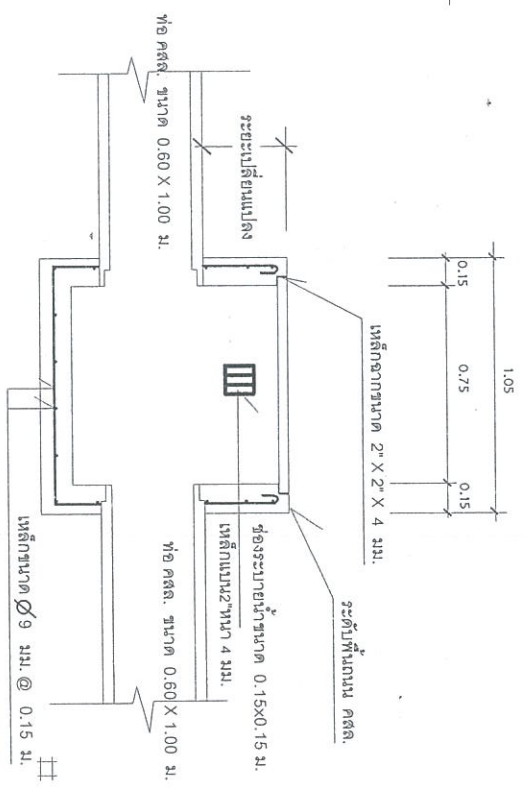 1.05
0.15
0.75
0.15
เหล็กฉากขนาด 2" X 2" X 4 มม.
ระดับพื้นถนน คสล.
ระยะเปลี่ยนแปลง
ช่องระบายน้ำขนาด 0.15x0.15 ม.
เหล็กแบน2"หนา 4 มม.
ท่อ คสล. ขนาด 0.60 X 1.00 ม.
ท่อ คสล. ขนาด 0.60 X 1.00 ม.
เหล็กขนาด Ø 9 มม. @ 0.15 ม. #